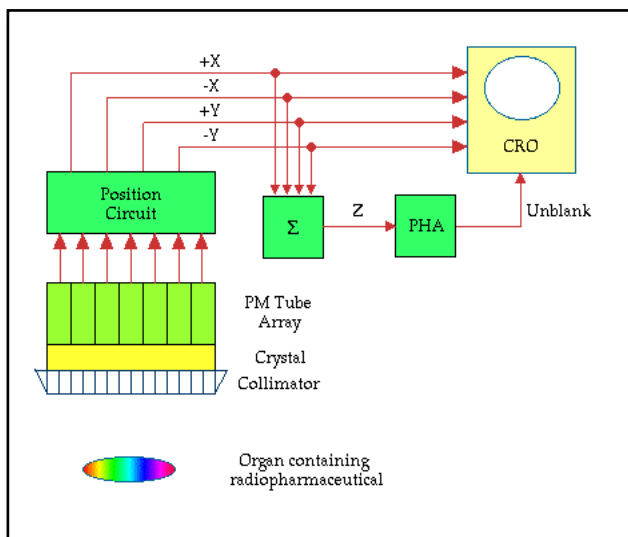 +X
-X
+Y
-Y
CRO
Position
Circuit
Σ
Z
PHA
Unblank
PM Tube
Array
Crystal
Collimator
Organ containing
radiopharmaceutical